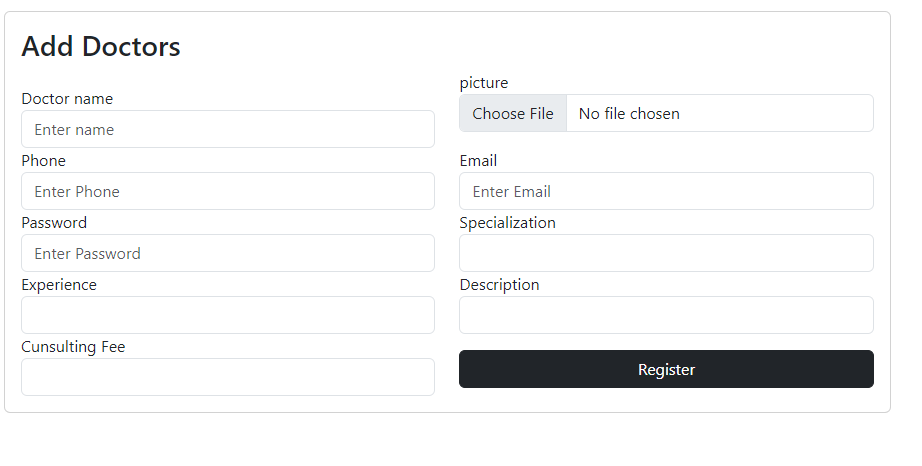 Add Doctors
picture
Doctor name
Choose File No file chosen
Enter name
Phone Email
Enter Phone Enter Email
Password Specialization
Enter Password
Experience Description
Cunsulting Fee
Register